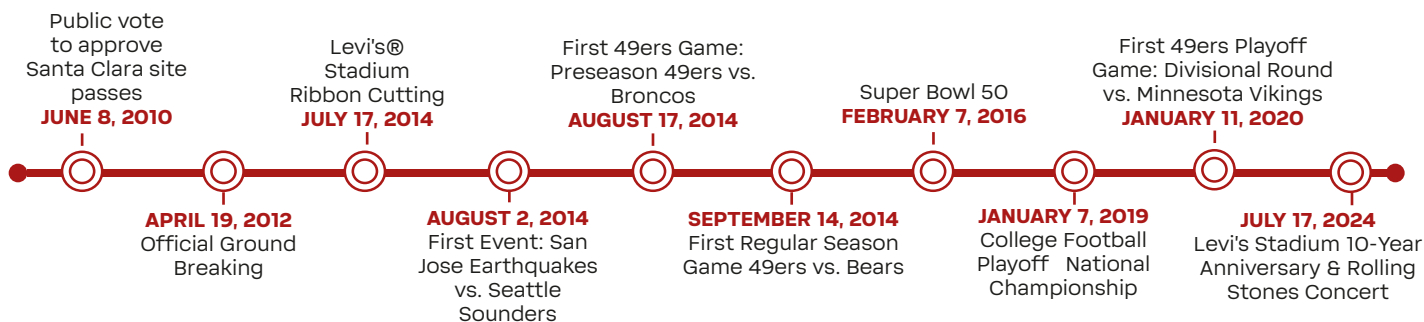 Public vote
to approve
Santa Clara site
passes
JUNE 8, 2010
APRIL 19, 2012
Official Ground
Breaking
Levi's®
Stadium
Ribbon Cutting
JULY 17, 2014
AUGUST 2, 2014
First Event: San
Jose Earthquakes
vs. Seattle
Sounders
First 49ers Game:
Preseason 49ers vs.
Broncos
AUGUST 17, 2014
SEPTEMBER 14, 2014
First Regular Season
Game 49ers vs. Bears
Super Bowl 50
FEBRUARY 7, 2016
JANUARY 7, 2019
College Football
Playoff National
Championship
First 49ers Playoff
Game: Divisional Round
vs. Minnesota Vikings
JANUARY 11, 2020
JULY 17, 2024
Levi's Stadium 10-Year
Anniversary & Rolling
Stones Concert